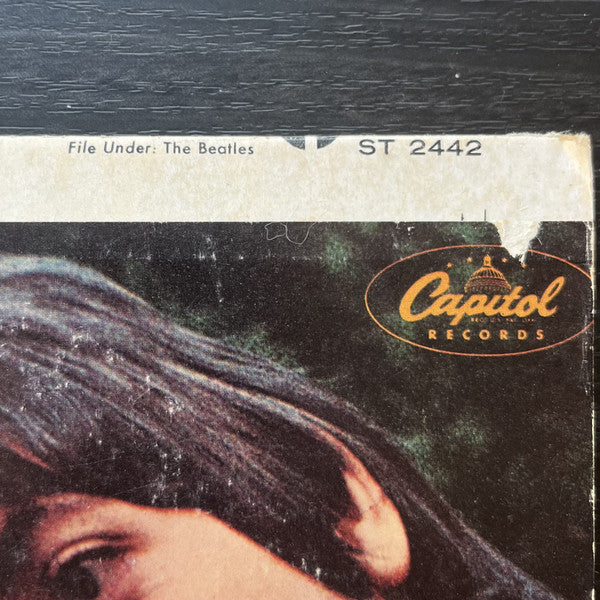 File Under: The Beatles
ST 2442
Capitol
RECORDS